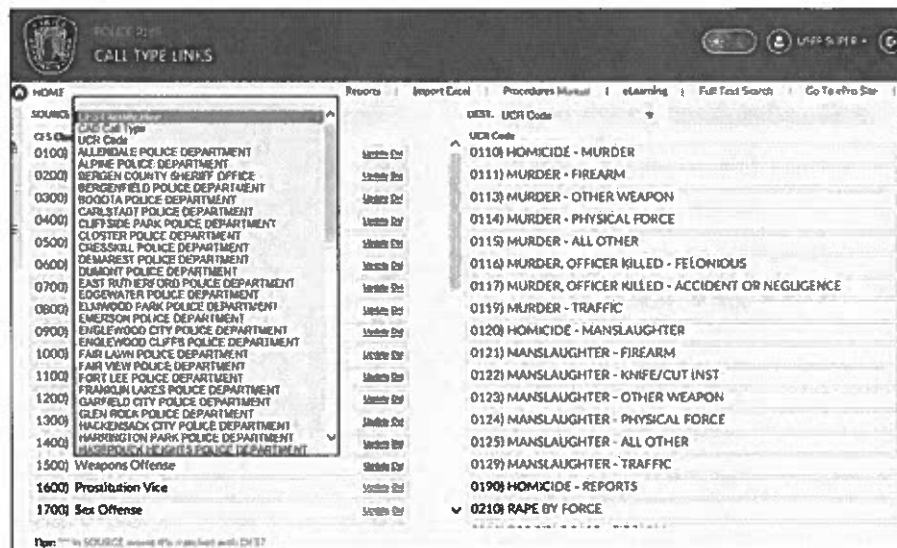 POLICE
CALL TYPE LINKS
HOME
Reports | Import Excel | Procedures Manual | eLearning | Full Text Search | Go To ePro Site |
SOURCE
DEST. UCR Code
CAD Call Type
UCR Code
ALLENDALE POLICE DEPARTMENT
ALPINE POLICE DEPARTMENT
BERGEN COUNTY SHERIFF OFFICE
BERGENFIELD POLICE DEPARTMENT
BOGOTA POLICE DEPARTMENT
CARLSTADT POLICE DEPARTMENT
CLIFFSIDE PARK POLICE DEPARTMENT
CLOSTER POLICE DEPARTMENT
CRESSKILL POLICE DEPARTMENT
DEMAREST POLICE DEPARTMENT
DUMONT POLICE DEPARTMENT
EAST RUTHERFORD POLICE DEPARTMENT
EDGEWATER POLICE DEPARTMENT
ELMWOOD PARK POLICE DEPARTMENT
EMERSON POLICE DEPARTMENT
ENGLEWOOD CITY POLICE DEPARTMENT
ENGLEWOOD CLIFFS POLICE DEPARTMENT
FAIR LAWN POLICE DEPARTMENT
FAIR VIEW POLICE DEPARTMENT
FORT LEE POLICE DEPARTMENT
FRANKLIN LAKES POLICE DEPARTMENT
GARFIELD CITY POLICE DEPARTMENT
GLEN ROCK POLICE DEPARTMENT
HACKENSACK CITY POLICE DEPARTMENT
HARRINGTON PARK POLICE DEPARTMENT
HASBROUCK HEIGHTS POLICE DEPARTMENT
0100)
0200)
0300)
0400)
0500)
0600)
0700)
0800)
0900)
1000)
1100)
1200)
1300)
1400)
1500) Weapons Offense
1600) Prostitution Vice
1700) Sex Offense
UCR Code
0110) HOMICIDE - MURDER
0111) MURDER - FIREARM
0113) MURDER - OTHER WEAPON
0114) MURDER - PHYSICAL FORCE
0115) MURDER - ALL OTHER
0116) MURDER, OFFICER KILLED - FELONIOUS
0117) MURDER, OFFICER KILLED - ACCIDENT OR NEGLIGENCE
0119) MURDER - TRAFFIC
0120) HOMICIDE - MANSLAUGHTER
0121) MANSLAUGHTER - FIREARM
0122) MANSLAUGHTER - KNIFE/CUT INST
0123) MANSLAUGHTER - OTHER WEAPON
0124) MANSLAUGHTER - PHYSICAL FORCE
0125) MANSLAUGHTER - ALL OTHER
0129) MANSLAUGHTER - TRAFFIC
0190) HOMICIDE - REPORTS
0210) RAPE BY FORCE